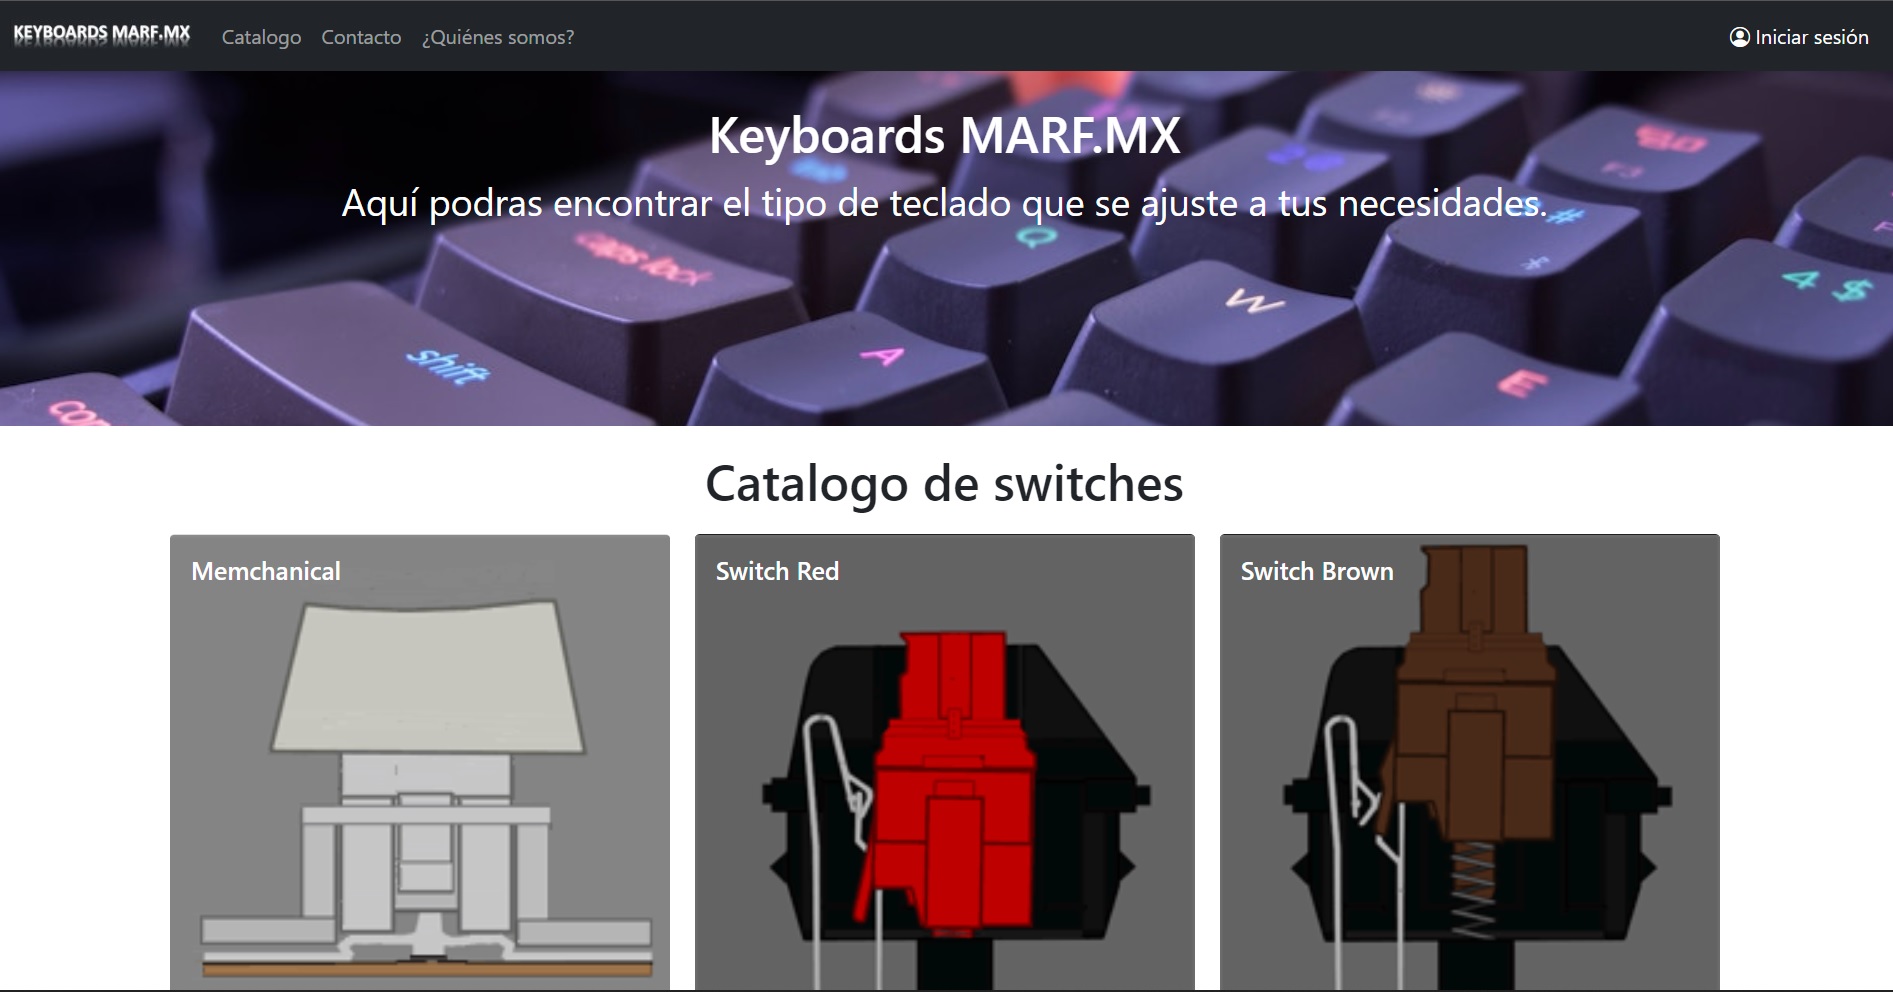 KEYBOARDS MARF.MX Catalogo Contacto ¿Quiénes somos? Iniciar sesión
Keyboards MARF.MX
Aquí podras encontrar el tipo de teclado que se ajuste a tus necesidades.
caps lock
Q
W
4 $
shift
A
E
Catalogo de switches
Memchanical
Switch Red
Switch Brown